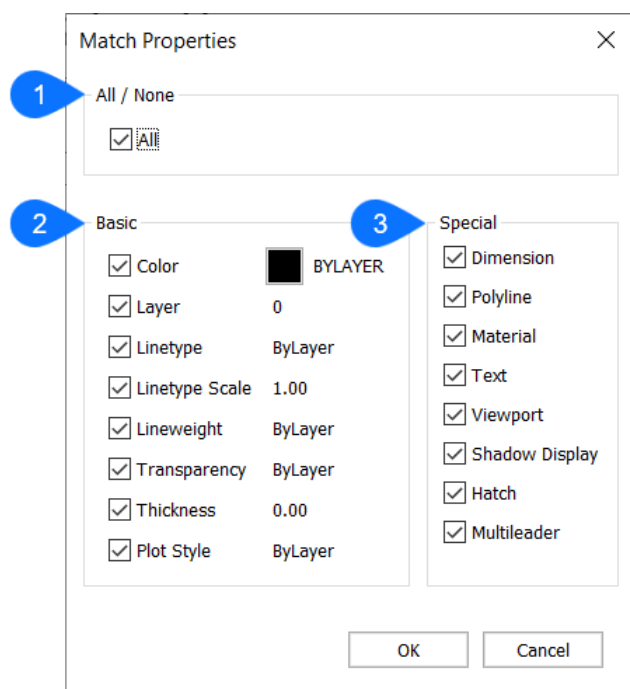 Match Properties
1
All / None
All
2
Basic
Color BYLAYER
Layer 0
Linetype ByLayer
Linetype Scale 1.00
Lineweight ByLayer
Transparency ByLayer
Thickness 0.00
Plot Style ByLayer
3
Special
Dimension
Polyline
Material
Text
Viewport
Shadow Display
Hatch
Multileader
OK Cancel